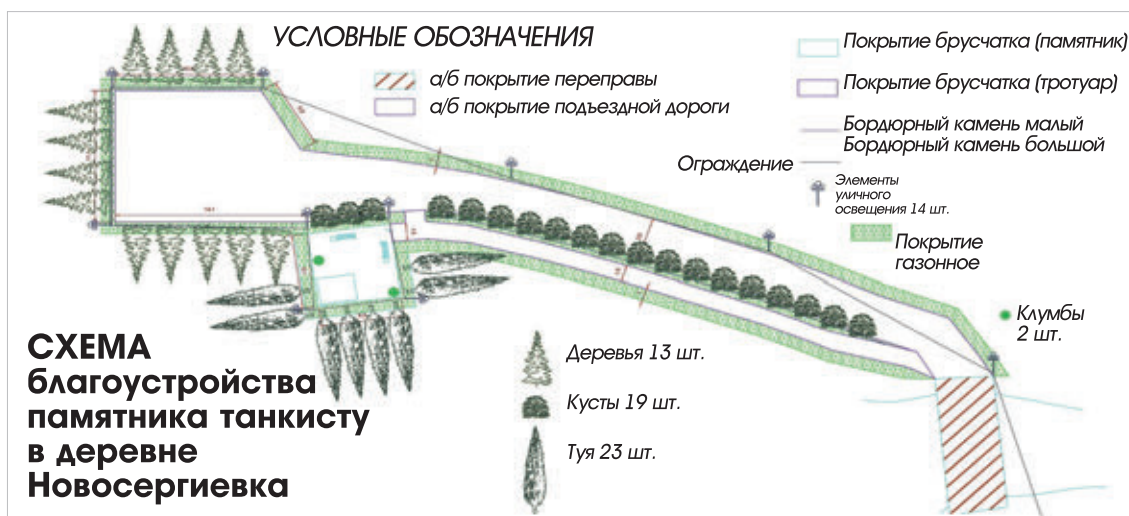 УСЛОВНЫЕ ОБОЗНАЧЕНИЯ
а/б покрытие переправы
а/б покрытие подъездной дороги
Покрытие брусчатка (памятник)
Покрытие брусчатка (тротуар)
Бордюрный камень малый
Бордюрный камень большой
Ограждение
Элементы
уличного
освещения 14 шт.
Покрытие
газонное
Клумбы
2 шт.
Деревья 13 шт.
Кусты 19 шт.
Туя 23 шт.
СХЕМА
благоустройства
памятника танкисту
в деревне
Новосергиевка